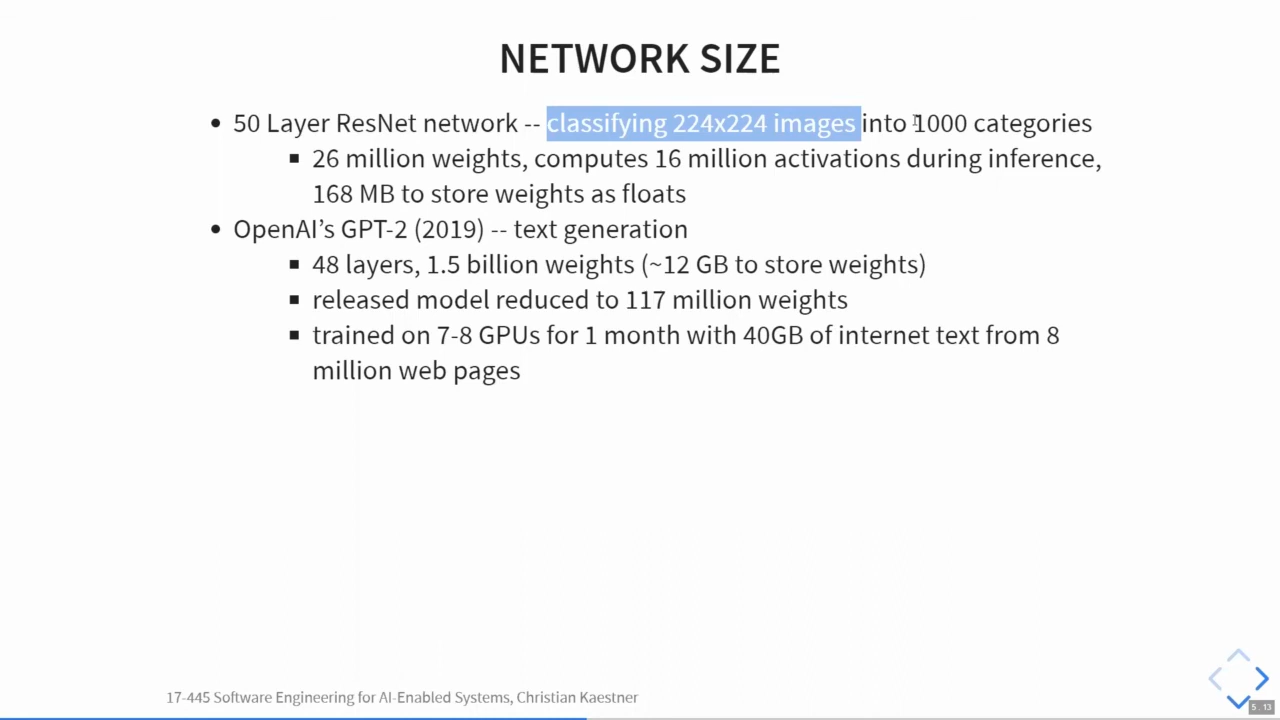 NETWORK SIZE
50 Layer ResNet network -- classifying 224x224 images into 1000 categories
26 million weights, computes 16 million activations during inference,
168 MB to store weights as floats
OpenAI’s GPT-2 (2019) -- text generation
48 layers, 1.5 billion weights (~12 GB to store weights)
released model reduced to 117 million weights
trained on 7-8 GPUs for 1 month with 40GB of internet text from 8
million web pages
17-445 Software Engineering for AI-Enabled Systems, Christian Kaestner
5 . 13